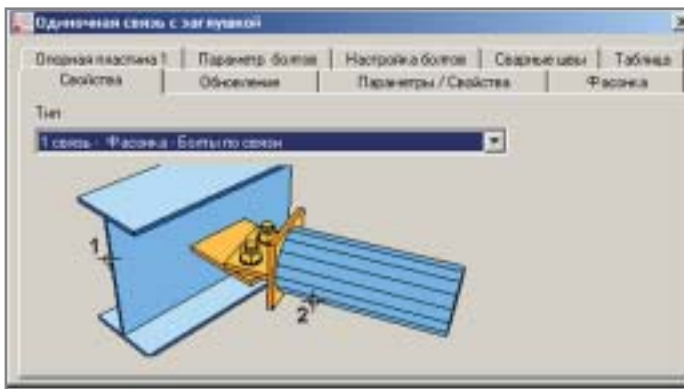 Одиночная связь с заглушкой
Опорная пластина 1 Параметр болтов Настройка болтов Сварные швы Таблица
Свойства Обновление Параметры / Свойства Фасонка
Тип
1 связь - Фасонка - Болты по связи
1
2